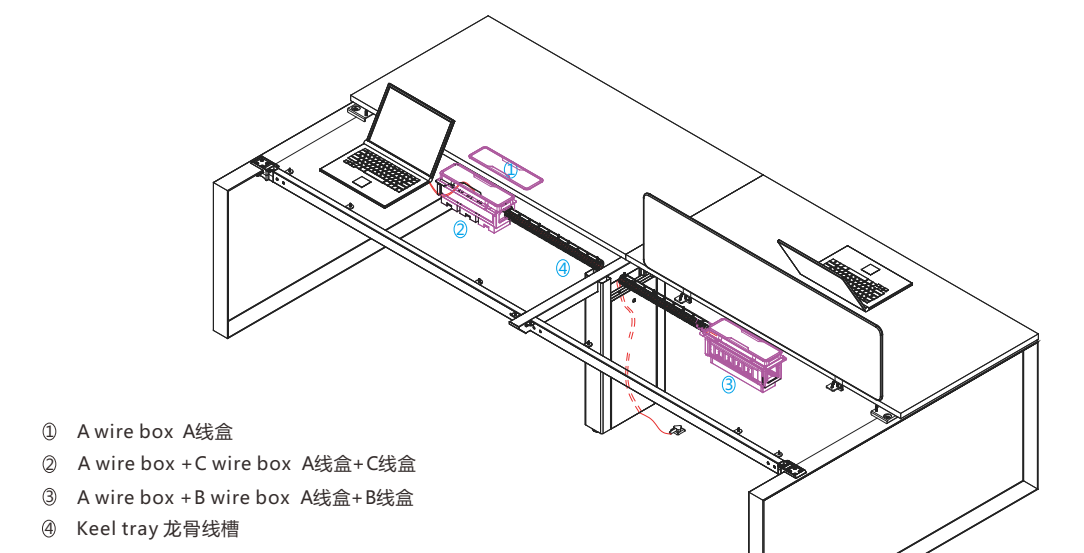 ①
②
④
③
① A wire box A线盒
② A wire box +C wire box A线盒+C线盒
③ A wire box +B wire box A线盒+B线盒
④ Keel tray 龙骨线槽